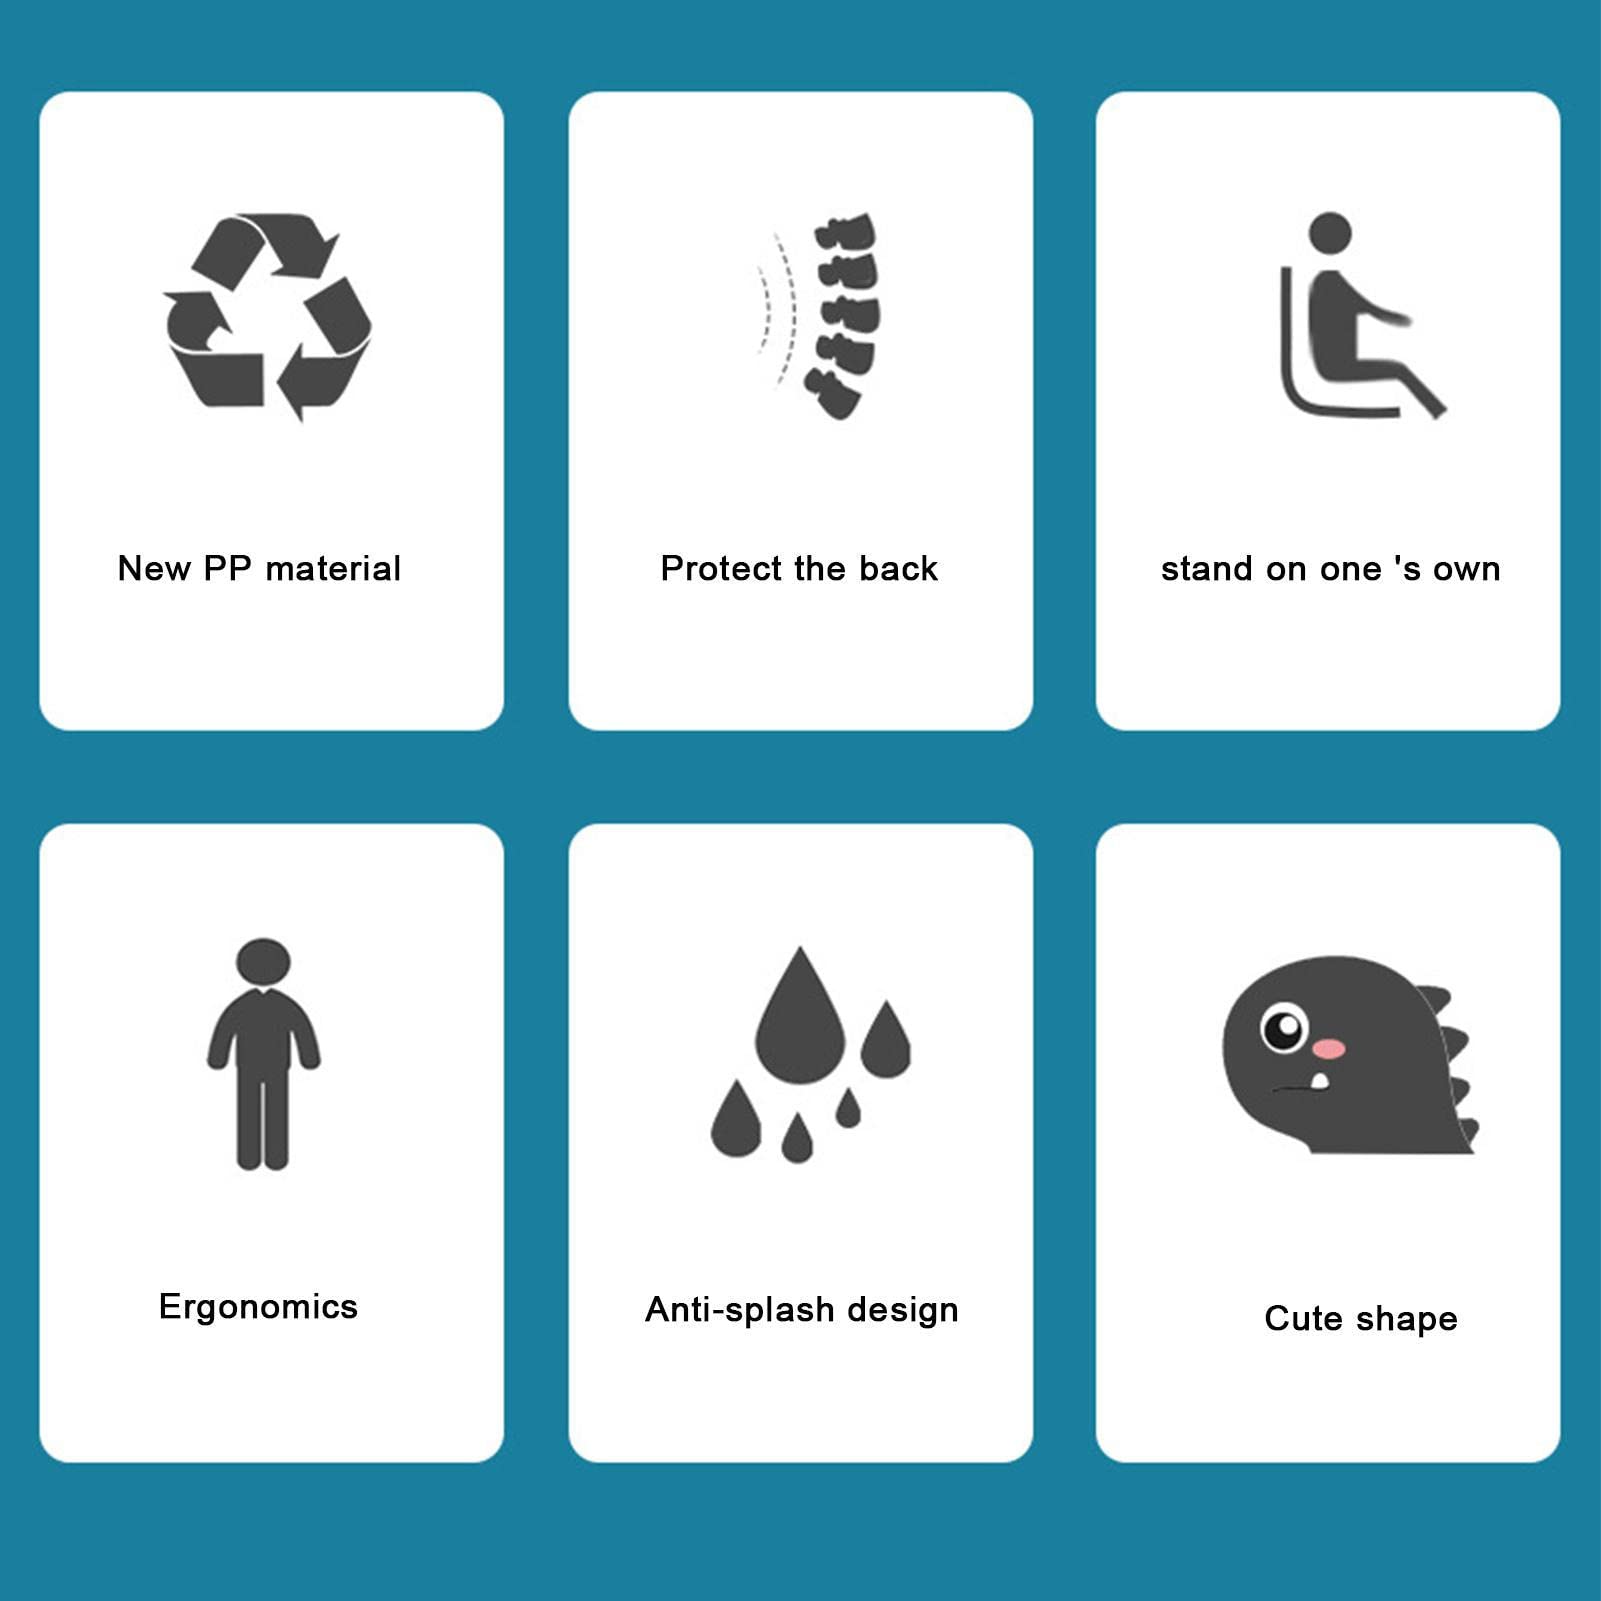 New PP material
Protect the back
stand on one 's own
Ergonomics
Anti-splash design
Cute shape